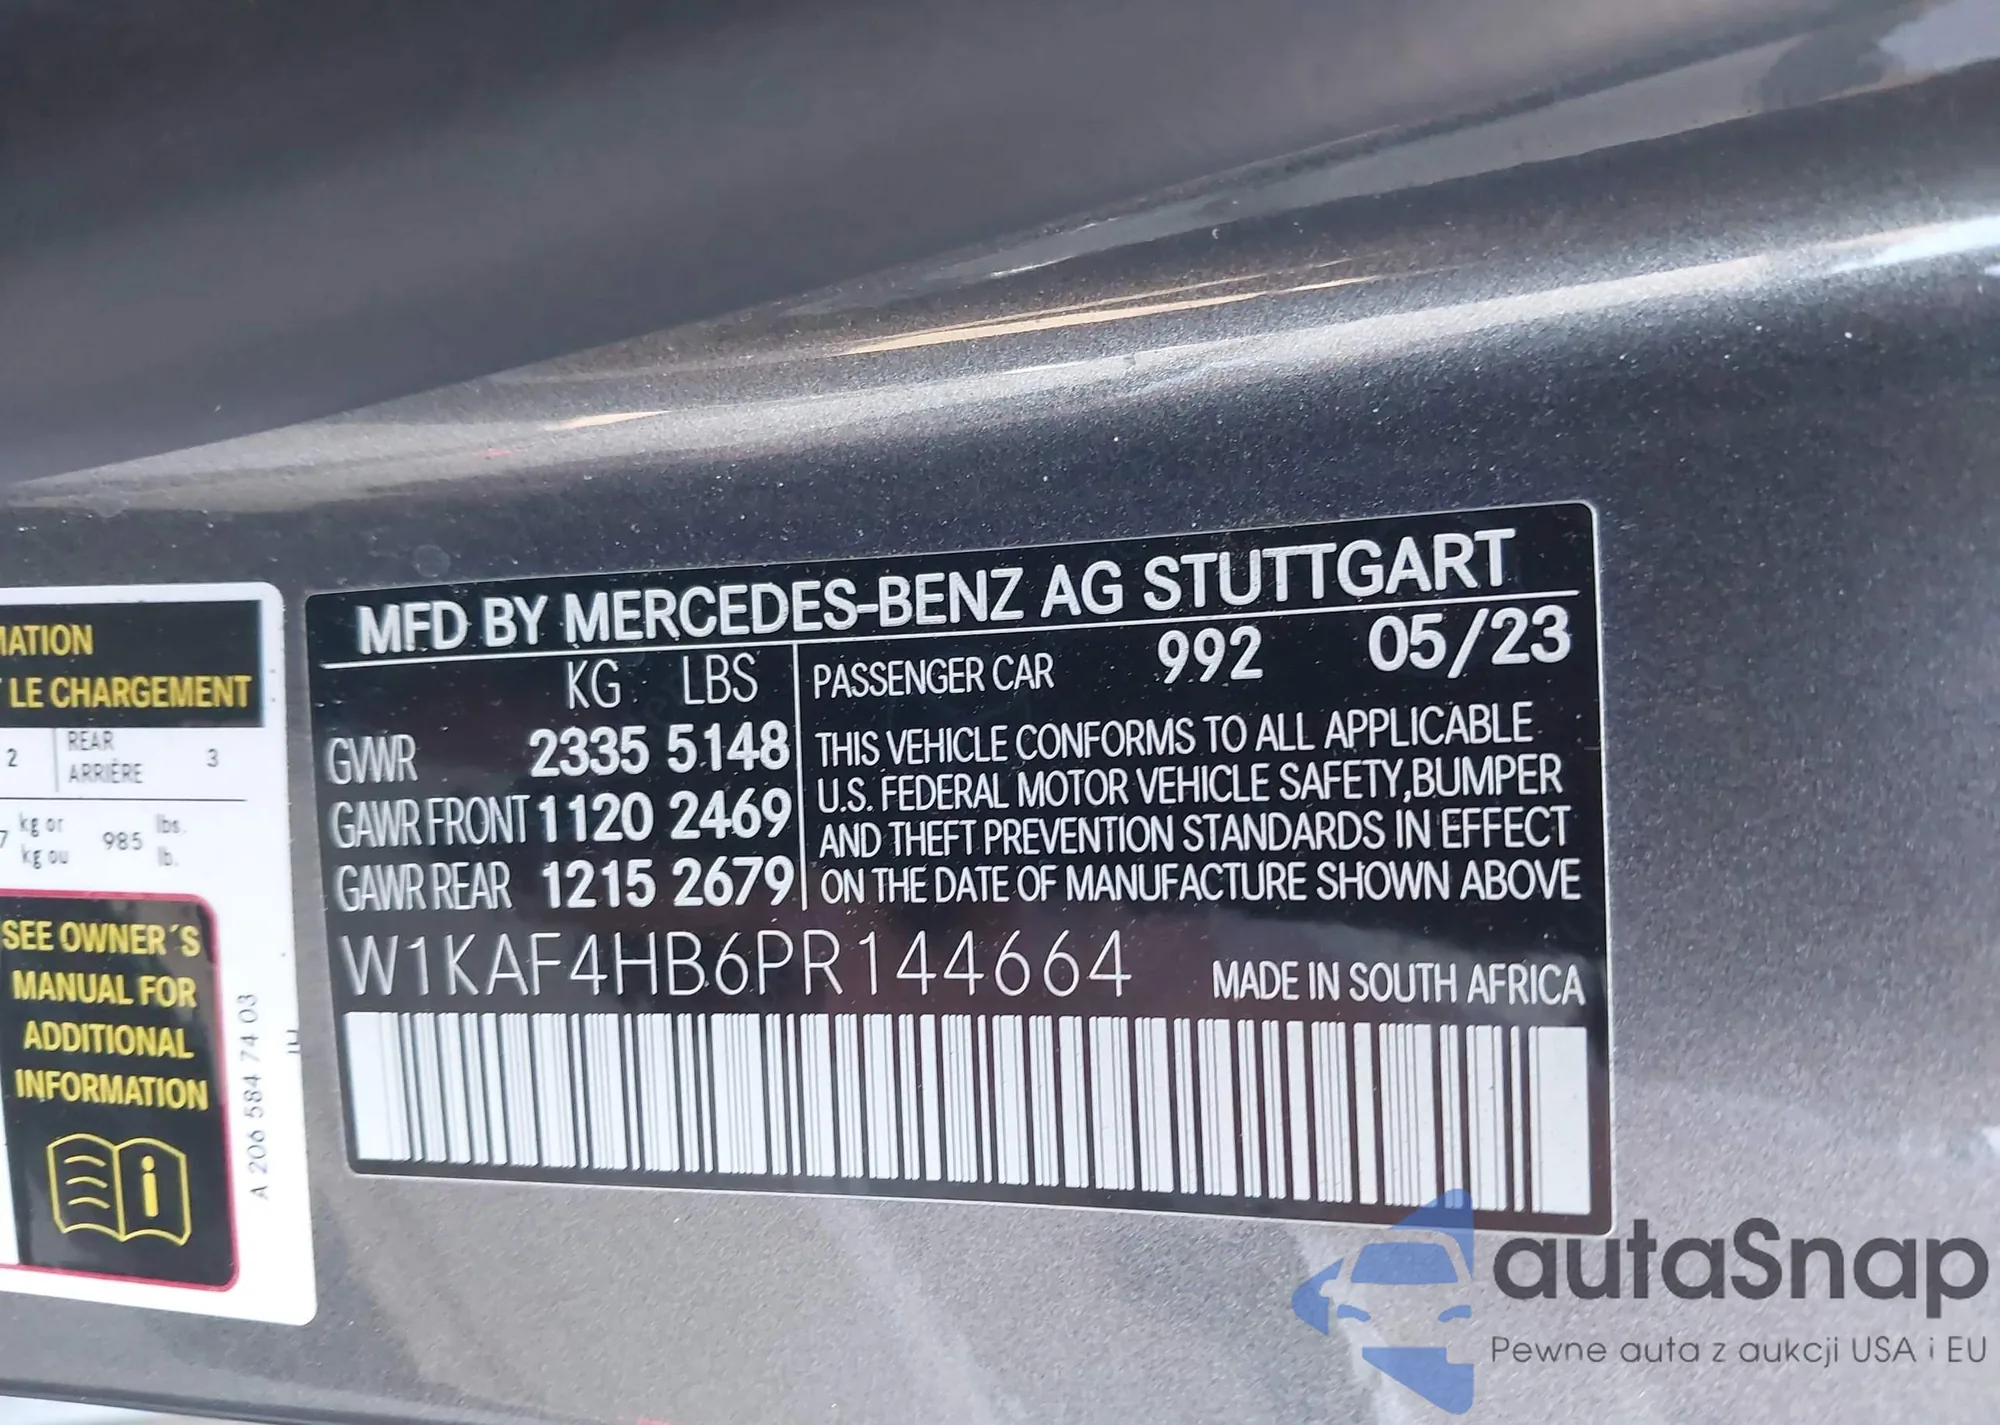 MATION
LE CHARGEMENT
2 REAR ARRIÈRE 3
7 kg or kg ou 985 lbs. lb.
SEE OWNER´S
MANUAL FOR
ADDITIONAL
INFORMATION
A 206 584 74 03
MFD BY MERCEDES-BENZ AG STUTTGART
KG LBS
GVWR 2335 5148
GAWR FRONT 1120 2469
GAWR REAR 1215 2679
PASSENGER CAR 992 05/23
THIS VEHICLE CONFORMS TO ALL APPLICABLE
U.S. FEDERAL MOTOR VEHICLE SAFETY,BUMPER
AND THEFT PREVENTION STANDARDS IN EFFECT
ON THE DATE OF MANUFACTURE SHOWN ABOVE
W1KAF4HB6PR144664 MADE IN SOUTH AFRICA
autaSnap
Pewne auta z aukcji USA i EU